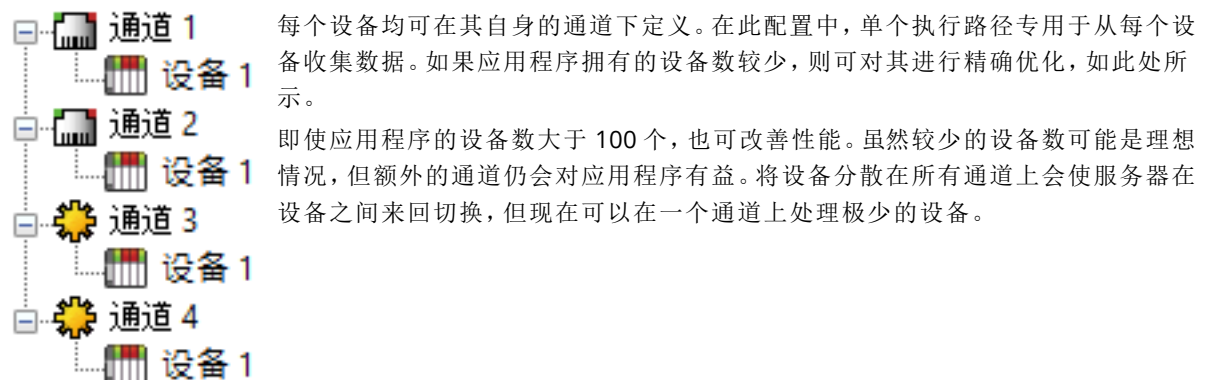 通道 1
设备 1
通道 2
设备 1
通道 3
设备 1
通道 4
设备 1
每个设备均可在其自身的通道下定义。在此配置中，单个执行路径专用于从每个设
备收集数据。如果应用程序拥有的设备数较少，则可对其进行精确优化，如此处所
示。
即使应用程序的设备数大于 100 个，也可改善性能。虽然较少的设备数可能是理想
情况，但额外的通道仍会对应用程序有益。将设备分散在所有通道上会使服务器在
设备之间来回切换，但现在可以在一个通道上处理极少的设备。